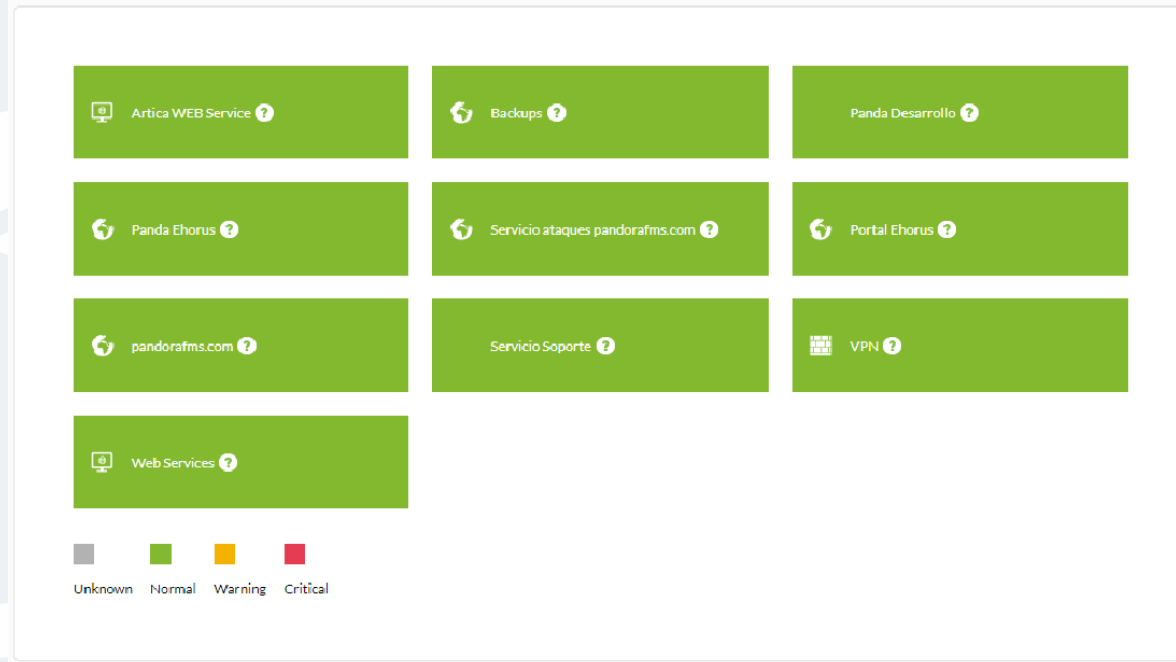 Artica WEB Service ?
Backups ?
Panda Desarrollo ?
Panda Ehorus ?
Servicio ataques pandorafms.com ?
Portal Ehorus ?
pandorafms.com ?
Servicio Soporte ?
VPN ?
Web Services ?
Unknown Normal Warning Critical